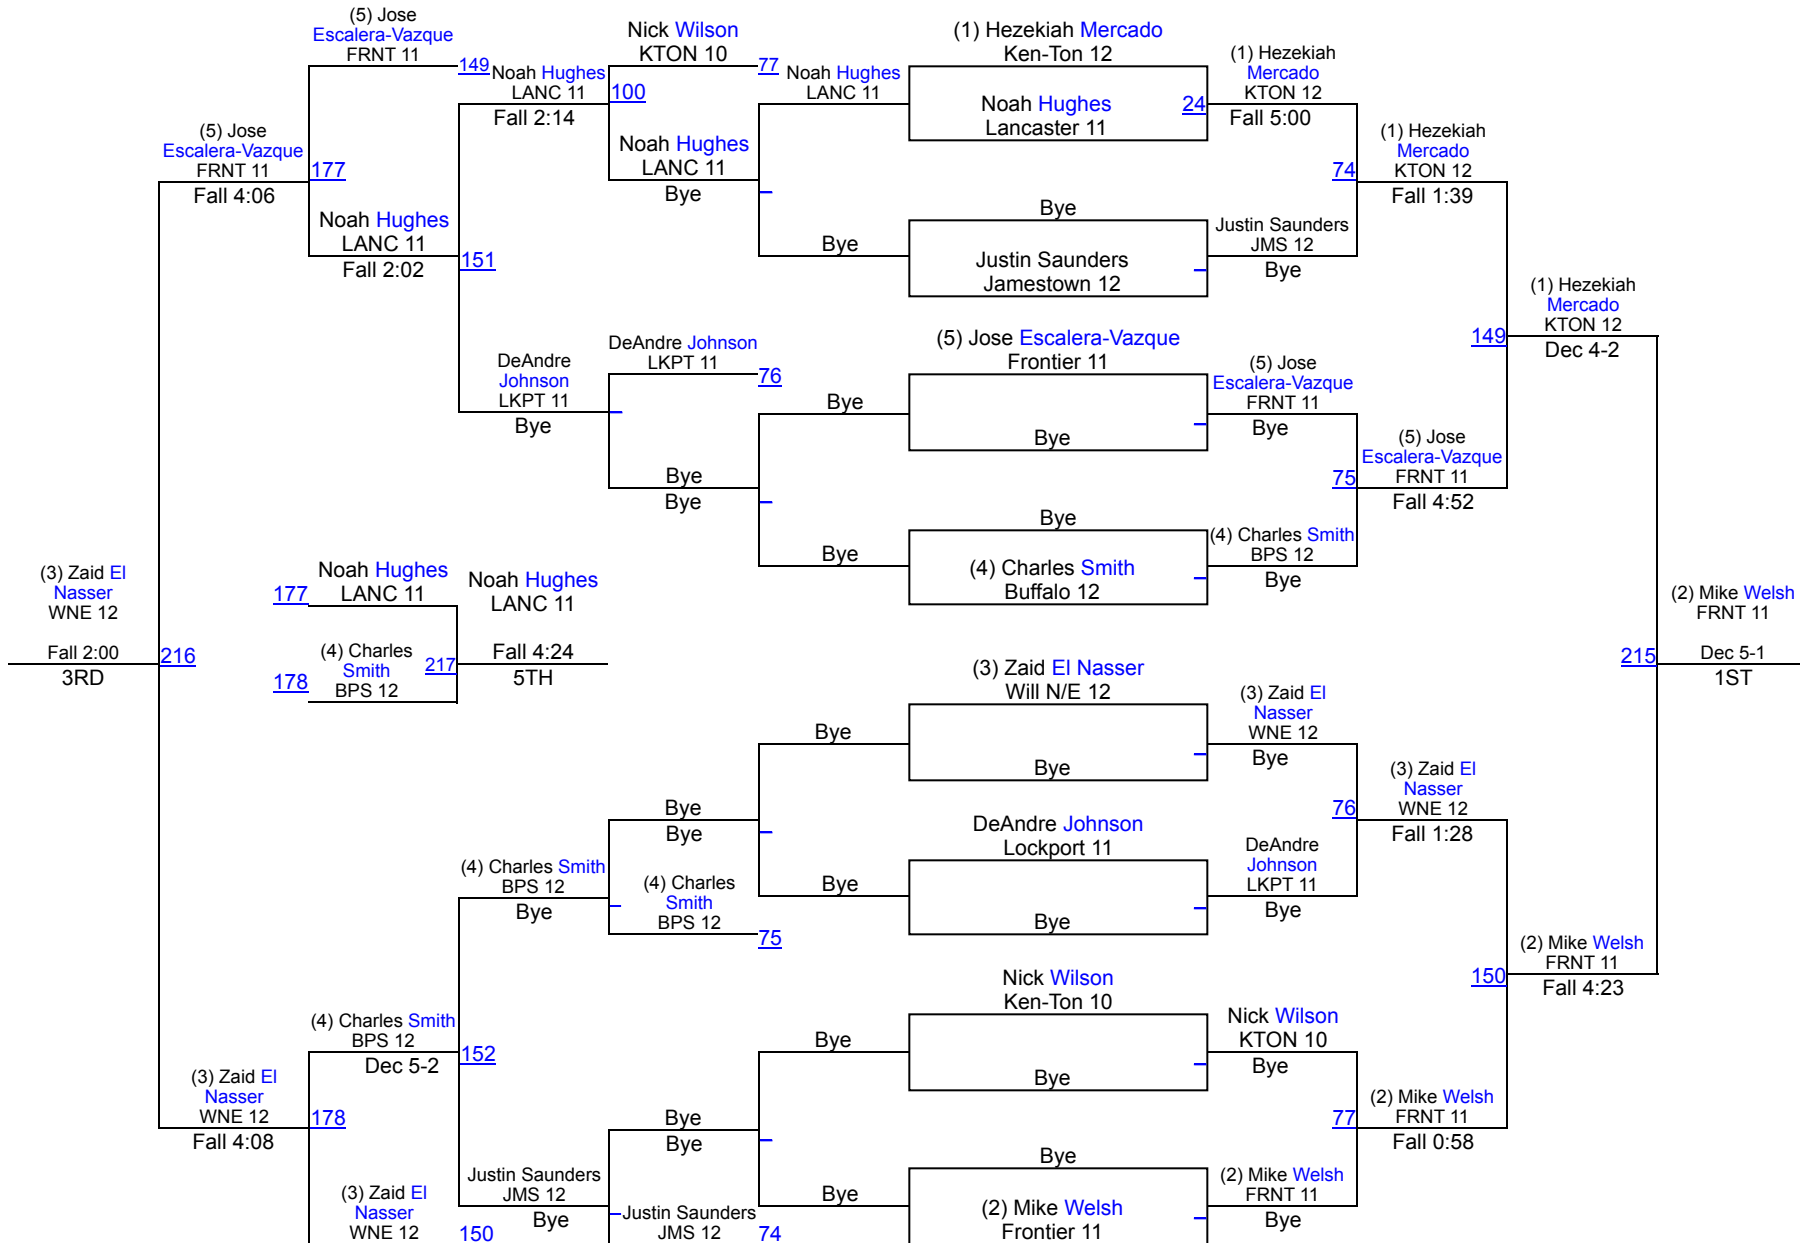 (5) Jose
Escalera-Vazque
FRNT 11
149
Noah Hughes
LANC 11
Fall 2:14
Nick Wilson
KTON 10
77
100
Noah Hughes
LANC 11
Bye
Noah Hughes
LANC 11
(1) Hezekiah Mercado
Ken-Ton 12
Noah Hughes
Lancaster 11
24
(1) Hezekiah
Mercado
KTON 12
Fall 5:00
(5) Jose
Escalera-Vazque
FRNT 11
Fall 4:06
177
Noah Hughes
LANC 11
Fall 2:02
151
Bye
Bye
Justin Saunders
Jamestown 12
Justin Saunders
JMS 12
Bye
74
(1) Hezekiah
Mercado
KTON 12
Fall 1:39
DeAndre
Johnson
LKPT 11
Bye
DeAndre Johnson
LKPT 11
76
Bye
Bye
Bye
(5) Jose Escalera-Vazque
Frontier 11
Bye
(5) Jose
Escalera-Vazque
FRNT 11
Bye
149
(1) Hezekiah
Mercado
KTON 12
Dec 4-2
75
(5) Jose
Escalera-Vazque
FRNT 11
Fall 4:52
Bye
Bye
(4) Charles Smith
Buffalo 12
(4) Charles Smith
BPS 12
Bye
(3) Zaid El
Nasser
WNE 12
Fall 2:00
3RD
216
177
Noah Hughes
LANC 11
178
(4) Charles
Smith
BPS 12
217
Noah Hughes
LANC 11
Fall 4:24
5TH
215
(2) Mike Welsh
FRNT 11
Dec 5-1
1ST
Bye
(3) Zaid El Nasser
Will N/E 12
Bye
(3) Zaid El
Nasser
WNE 12
Bye
76
(3) Zaid El
Nasser
WNE 12
Fall 1:28
Bye
Bye
(4) Charles Smith
BPS 12
Bye
(4) Charles
Smith
BPS 12
75
Bye
DeAndre Johnson
Lockport 11
Bye
DeAndre
Johnson
LKPT 11
Bye
150
(2) Mike Welsh
FRNT 11
Fall 4:23
(4) Charles Smith
BPS 12
Dec 5-2
152
Bye
Nick Wilson
Ken-Ton 10
Bye
Nick Wilson
KTON 10
Bye
(3) Zaid El
Nasser
WNE 12
Fall 4:08
178
Bye
Bye
77
(2) Mike Welsh
FRNT 11
Fall 0:58
(3) Zaid El
Nasser
WNE 12
150
Justin Saunders
JMS 12
Bye
Justin Saunders
JMS 12
74
Bye
Bye
(2) Mike Welsh
Frontier 11
(2) Mike Welsh
FRNT 11
Bye